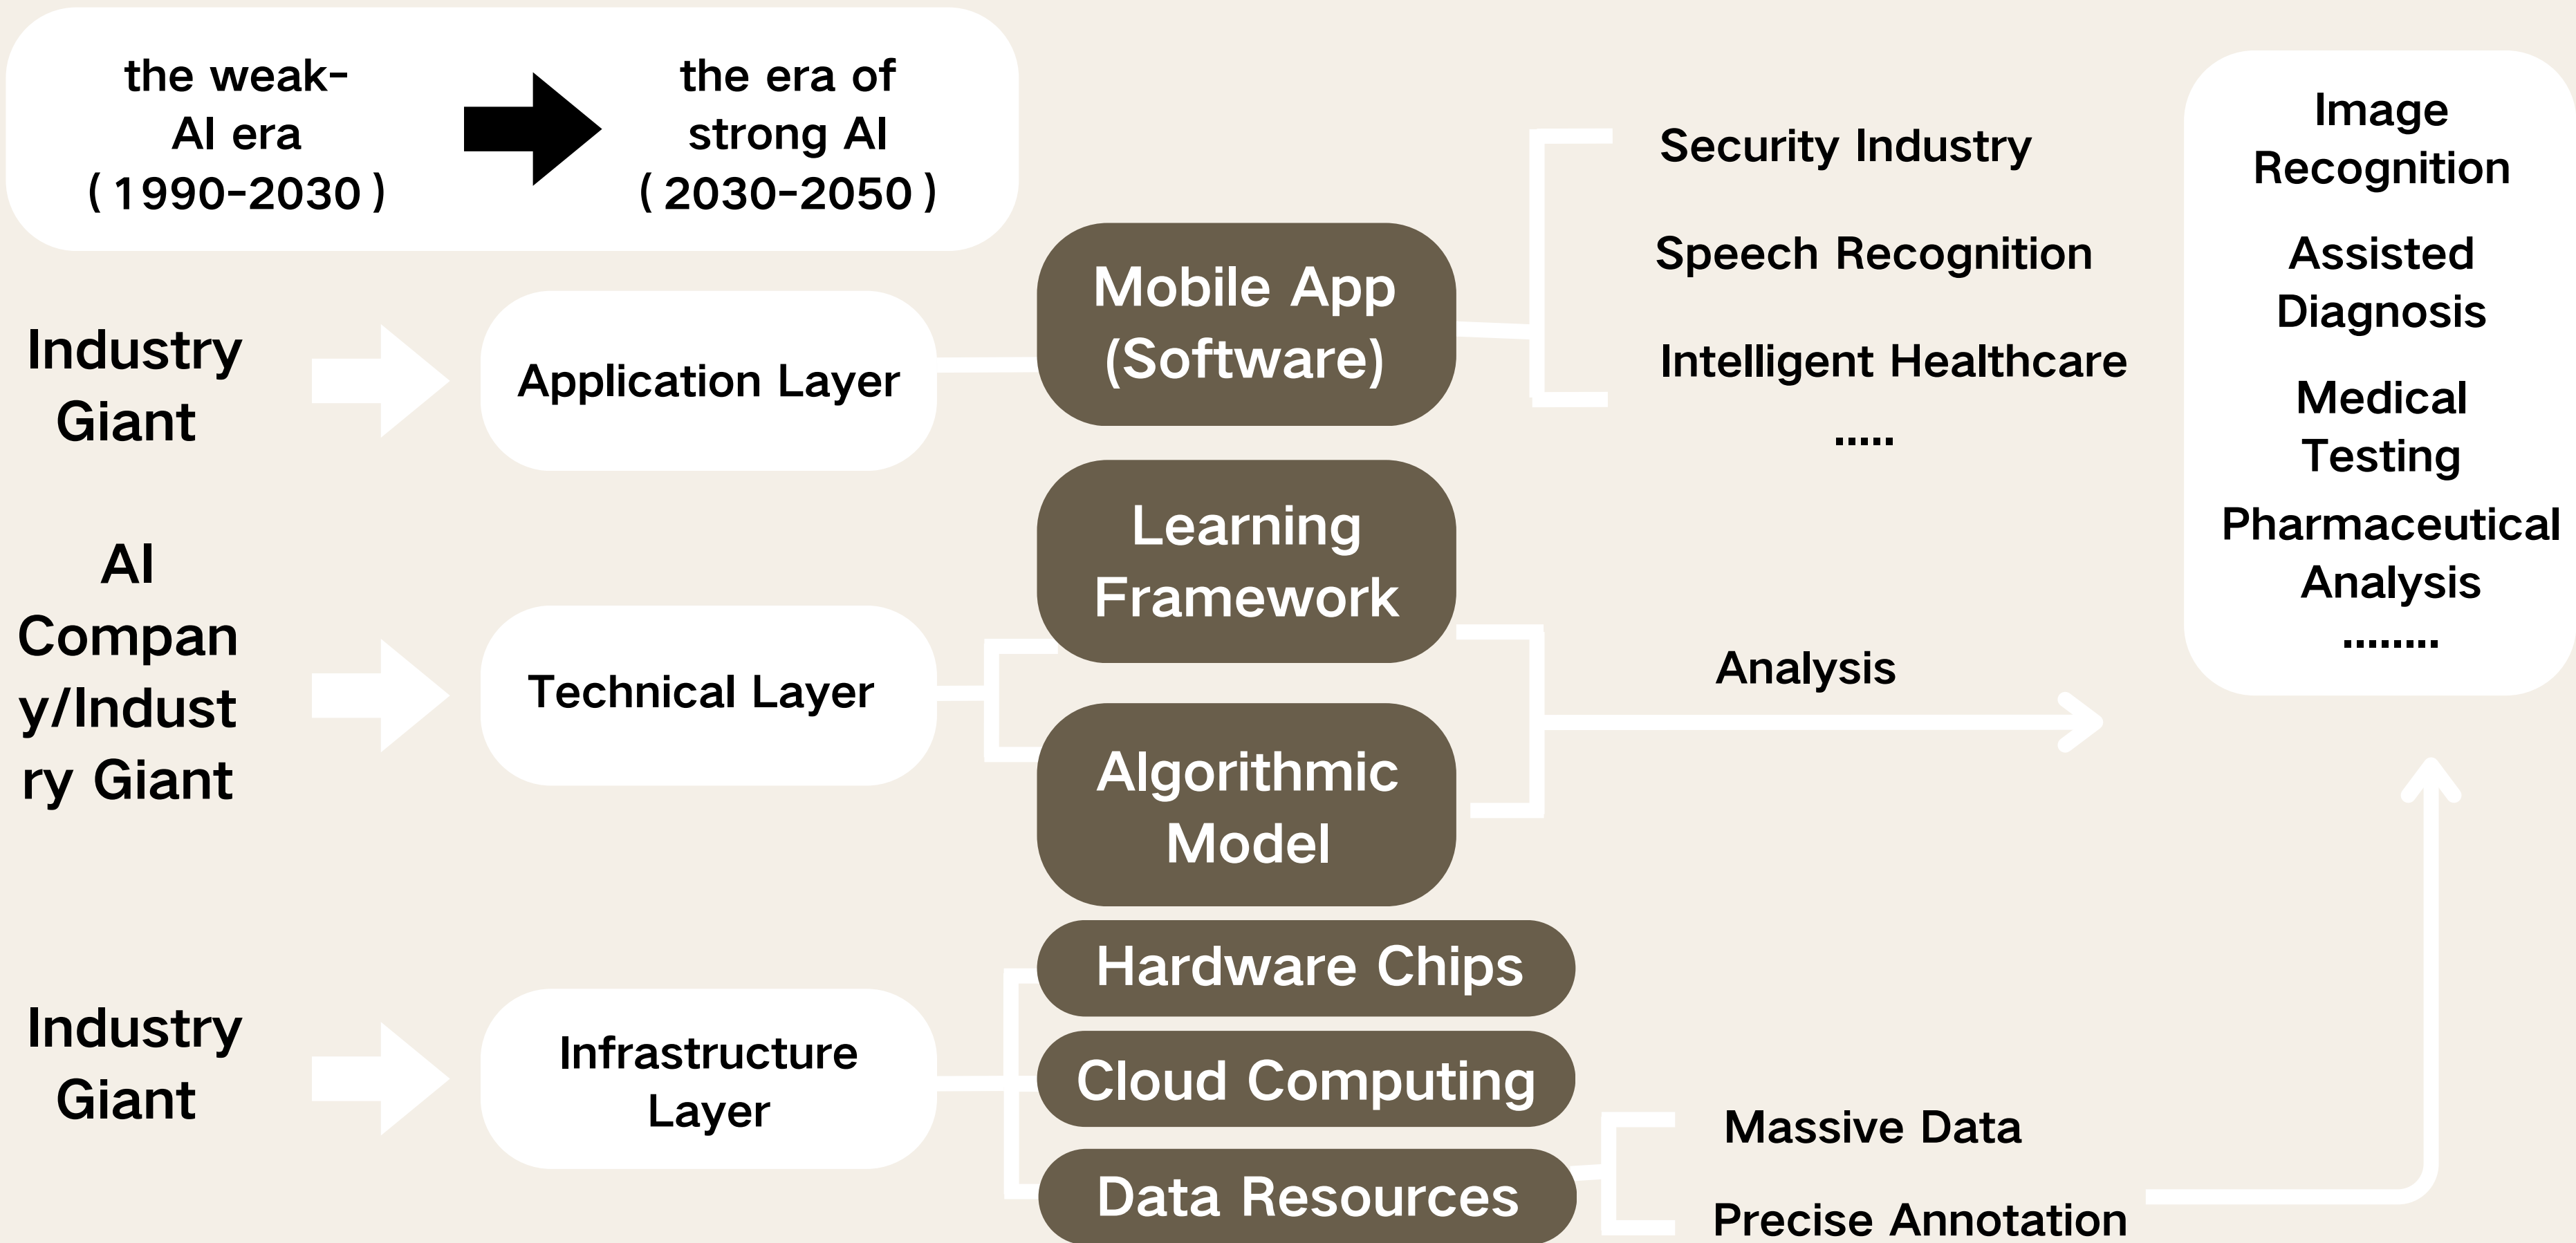 the weak-
AI era
( 1990-2030 )
the era of
strong AI
( 2030-2050 )
Industry
Giant
Application Layer
Mobile App
(Software)
Security Industry
Speech Recognition
Intelligent Healthcare
.....
AI
Compan
y/Indust
ry Giant
Technical Layer
Learning
Framework
Algorithmic
Model
Analysis
Image
Recognition
Assisted
Diagnosis
Medical
Testing
Pharmaceutical
Analysis
........
Industry
Giant
Infrastructure
Layer
Hardware Chips
Cloud Computing
Data Resources
Massive Data
Precise Annotation